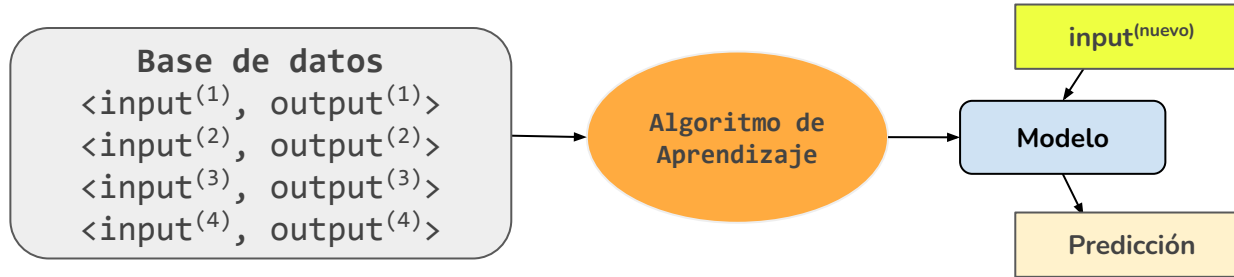 Base de datos
<input⁽¹⁾, output⁽¹⁾>
<input⁽²⁾, output⁽²⁾>
<input⁽³⁾, output⁽³⁾>
<input⁽⁴⁾, output⁽⁴⁾>
Algoritmo de
Aprendizaje
input⁽ⁿᵘᵉᵛᵒ⁾
Modelo
Predicción